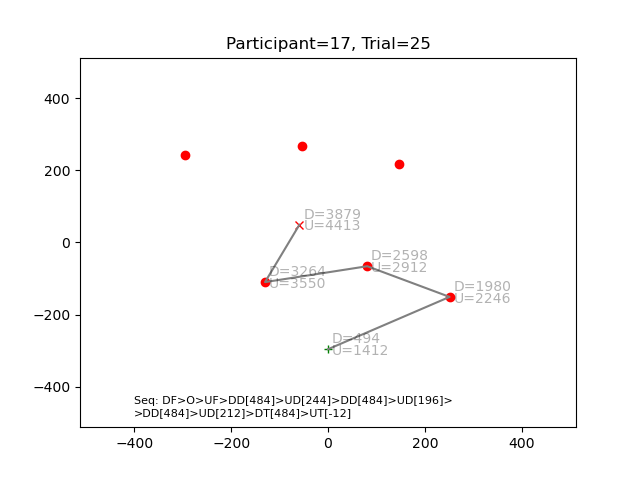 Participant=17, Trial=25
400
200
0
−200
−400
D=3879
U=4413
D=2598
U=2912
D=3264
U=3550
D=1980
U=2246
D=494
U=1412
Seq: DF>O>UF>DD[484]>UD[244]>DD[484]>UD[196]>
>DD[484]>UD[212]>DT[484]>UT[-12]
−400 −200 0 200 400